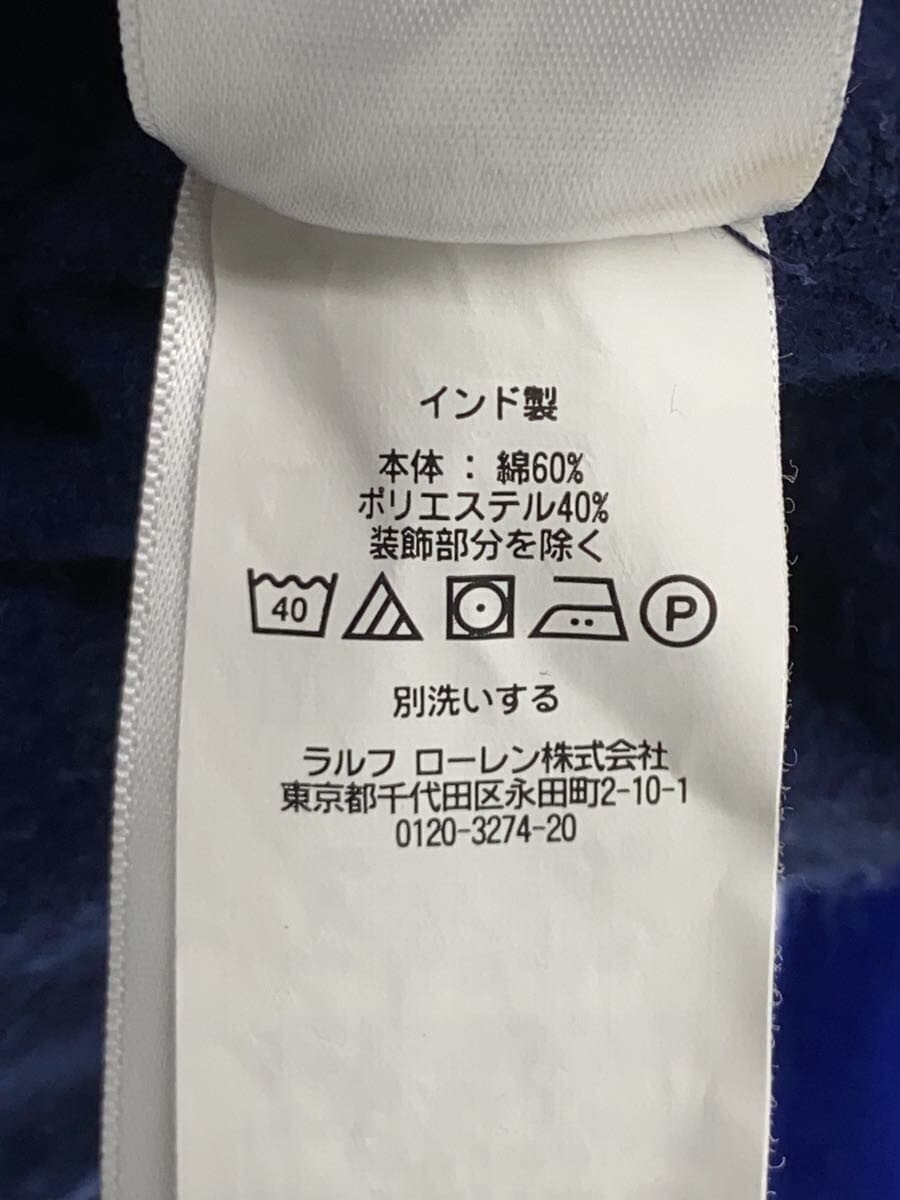 インド製
本体 : 綿60%
ポリエステル40%
装飾部分を除く
40 P
別洗いする
ラルフ ローレン株式会社
東京都千代田区永田町2-10-1
0120-3274-20